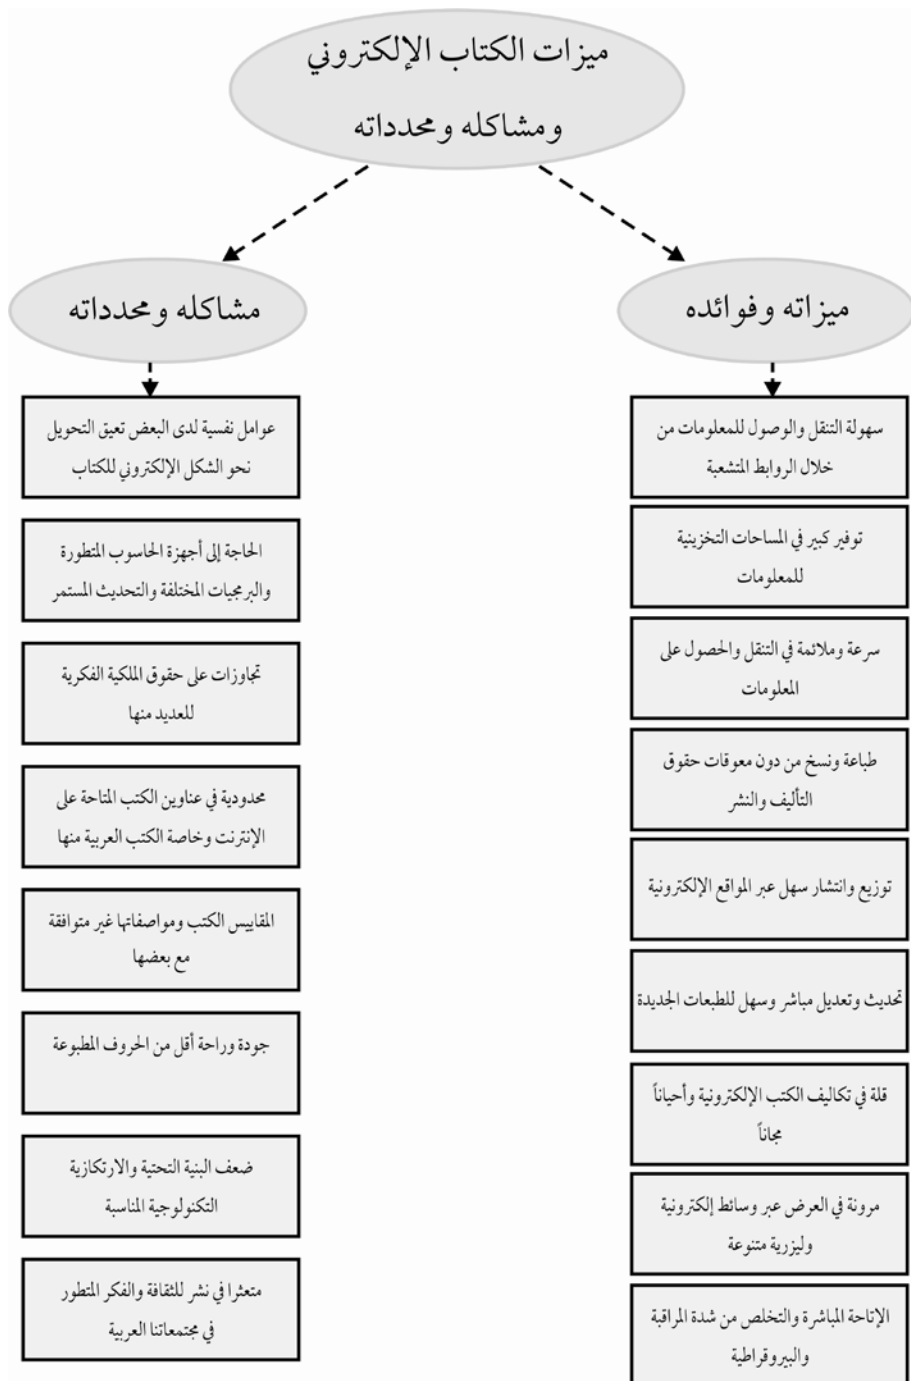 ميزات الكتاب الإلكتروني
ومشاكله ومحدداته
ميزاته وفوائده
سهولة التنقل والوصول للمعلومات من
خلال الروابط المتشعبة
توفير كبير في المساحات التخزينية
للمعلومات
سرعة وملائمة في التنقل والحصول على
المعلومات
طباعة ونسخ من دون معوقات حقوق
التأليف والنشر
توزيع وانتشار سهل عبر المواقع الإلكترونية
تحديث وتعديل مباشر وسهل للطبعات الجديدة
قلة في تكاليف الكتب الإلكترونية وأحياناً
مجاناً
مرونة في العرض عبر وسائط إلكترونية
وليزرية متنوعة
الإتاحة المباشرة والتخلص من شدة المراقبة
والبيروقراطية
مشاكله ومحدداته
عوامل نفسية لدى البعض تعيق التحويل
نحو الشكل الإلكتروني للكتاب
الحاجة إلى أجهزة الحاسوب المتطورة
والبرمجيات المختلفة والتحديث المستمر
تجاوزات على حقوق الملكية الفكرية
للعديد منها
محدودية في عناوين الكتب المتاحة على
الإنترنت وخاصة الكتب العربية منها
المقاييس الكتب ومواصفاتها غير متوافقة
مع بعضها
جودة وراحة أقل من الحروف المطبوعة
ضعف البنية التحتية والارتكازية
التكنولوجية المناسبة
متعثرا في نشر للثقافة والفكر المتطور
في مجتمعاتنا العربية